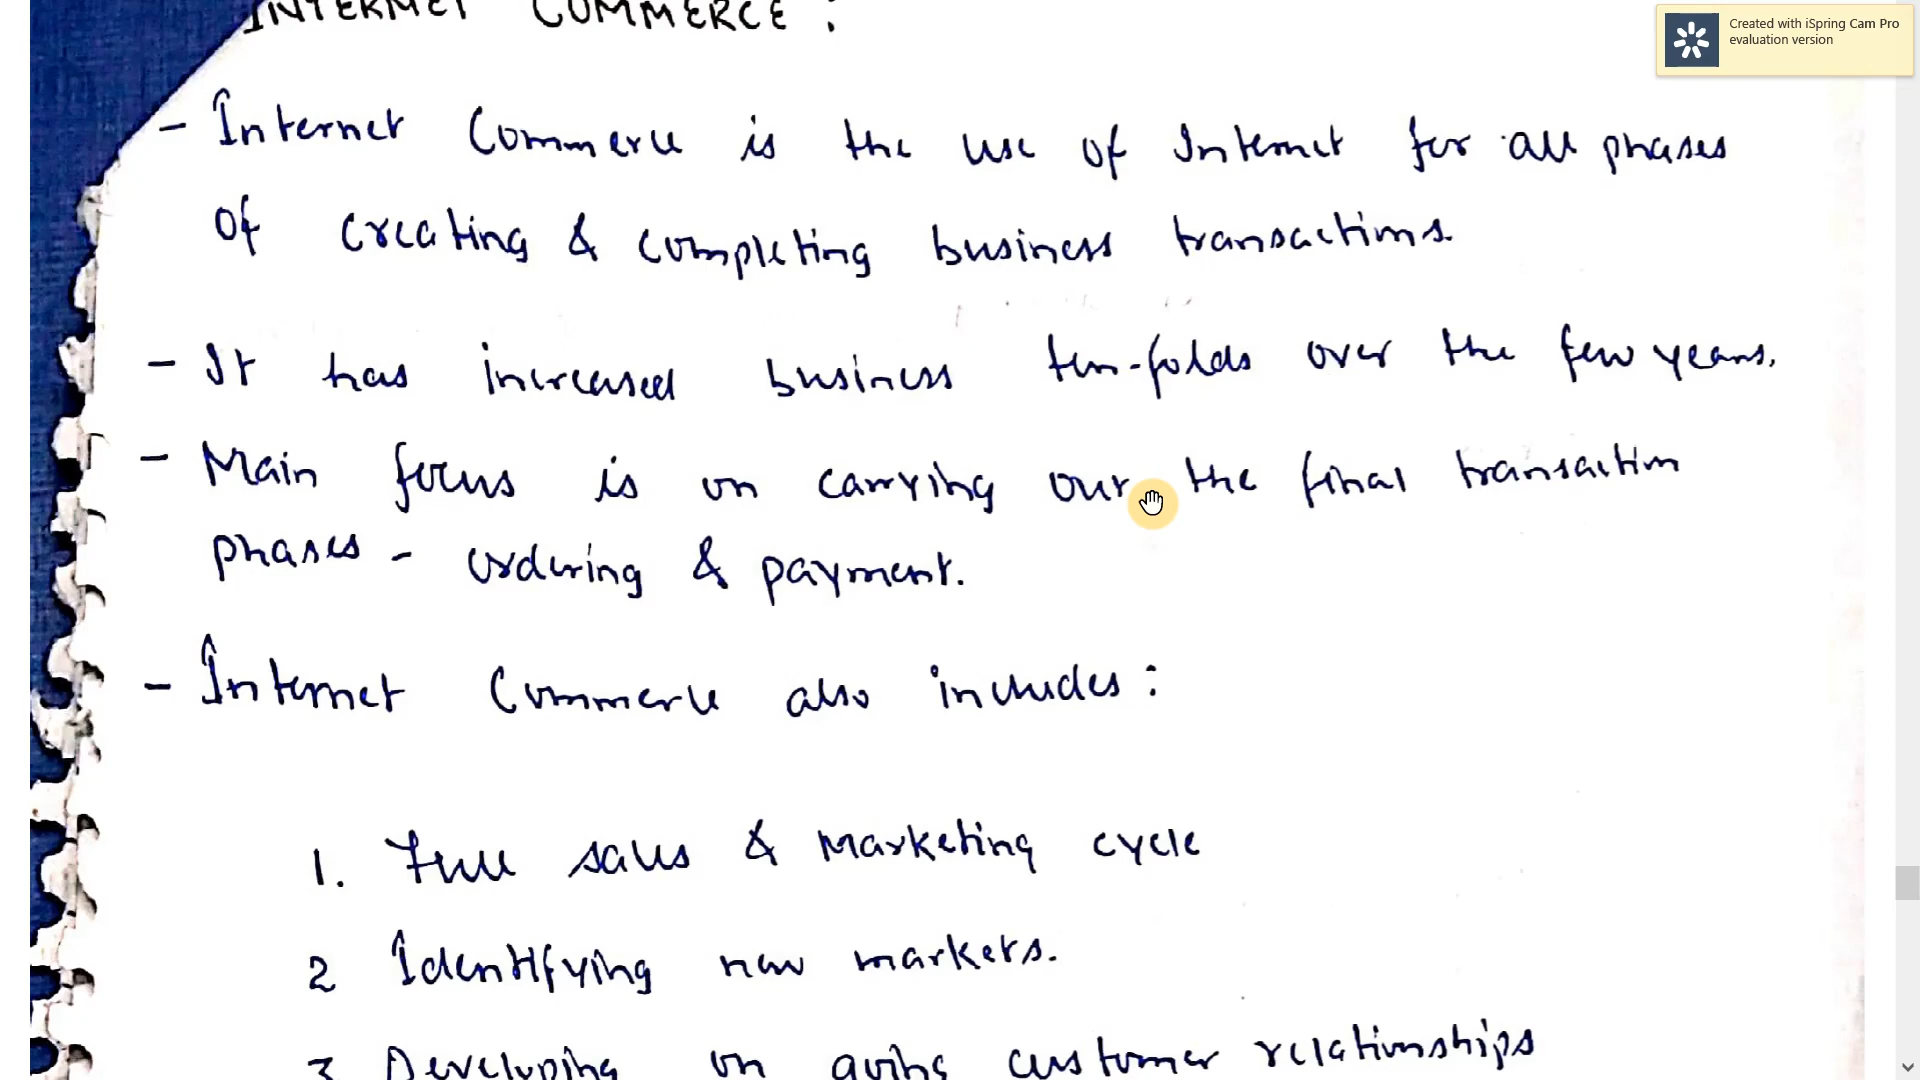 INTERNET COMMERCE :
Created with iSpring Cam Pro
evaluation version
- Internet Commerce is the use of Internet for all phases
of creating & completing business transactions.
- It has increased business ten-folds over the few years.
- Main focus is on carrying out the final transaction
phases - ordering & payment.
- Internet Commerce also includes :
1. Full sales & marketing cycle
2 Identifying new markets.
3 Developing on going customer relationships